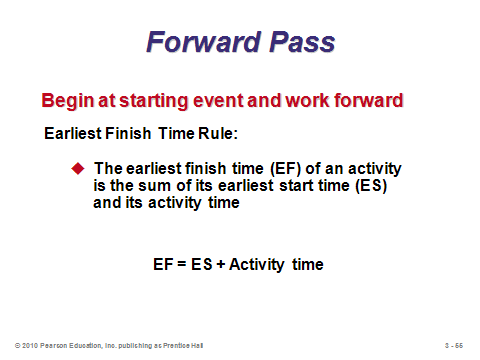 Forward Pass
Begin at starting event and work forward
Earliest Finish Time Rule:
The earliest finish time (EF) of an activity
is the sum of its earliest start time (ES)
and its activity time
EF = ES + Activity time
© 2010 Pearson Education, Inc. publishing as Prentice Hall
3 - 55